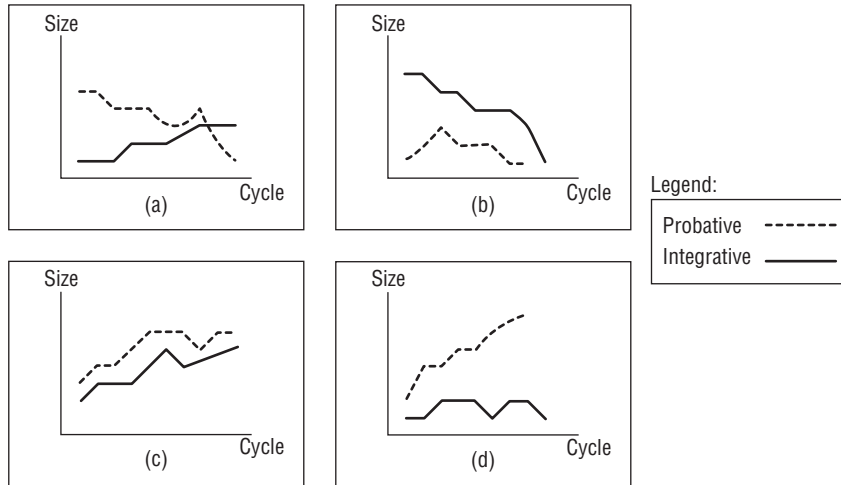 Size
Cycle
(a)
Size
Cycle
(b)
Legend:
Probative
Integrative
Size
Cycle
(c)
Size
Cycle
(d)